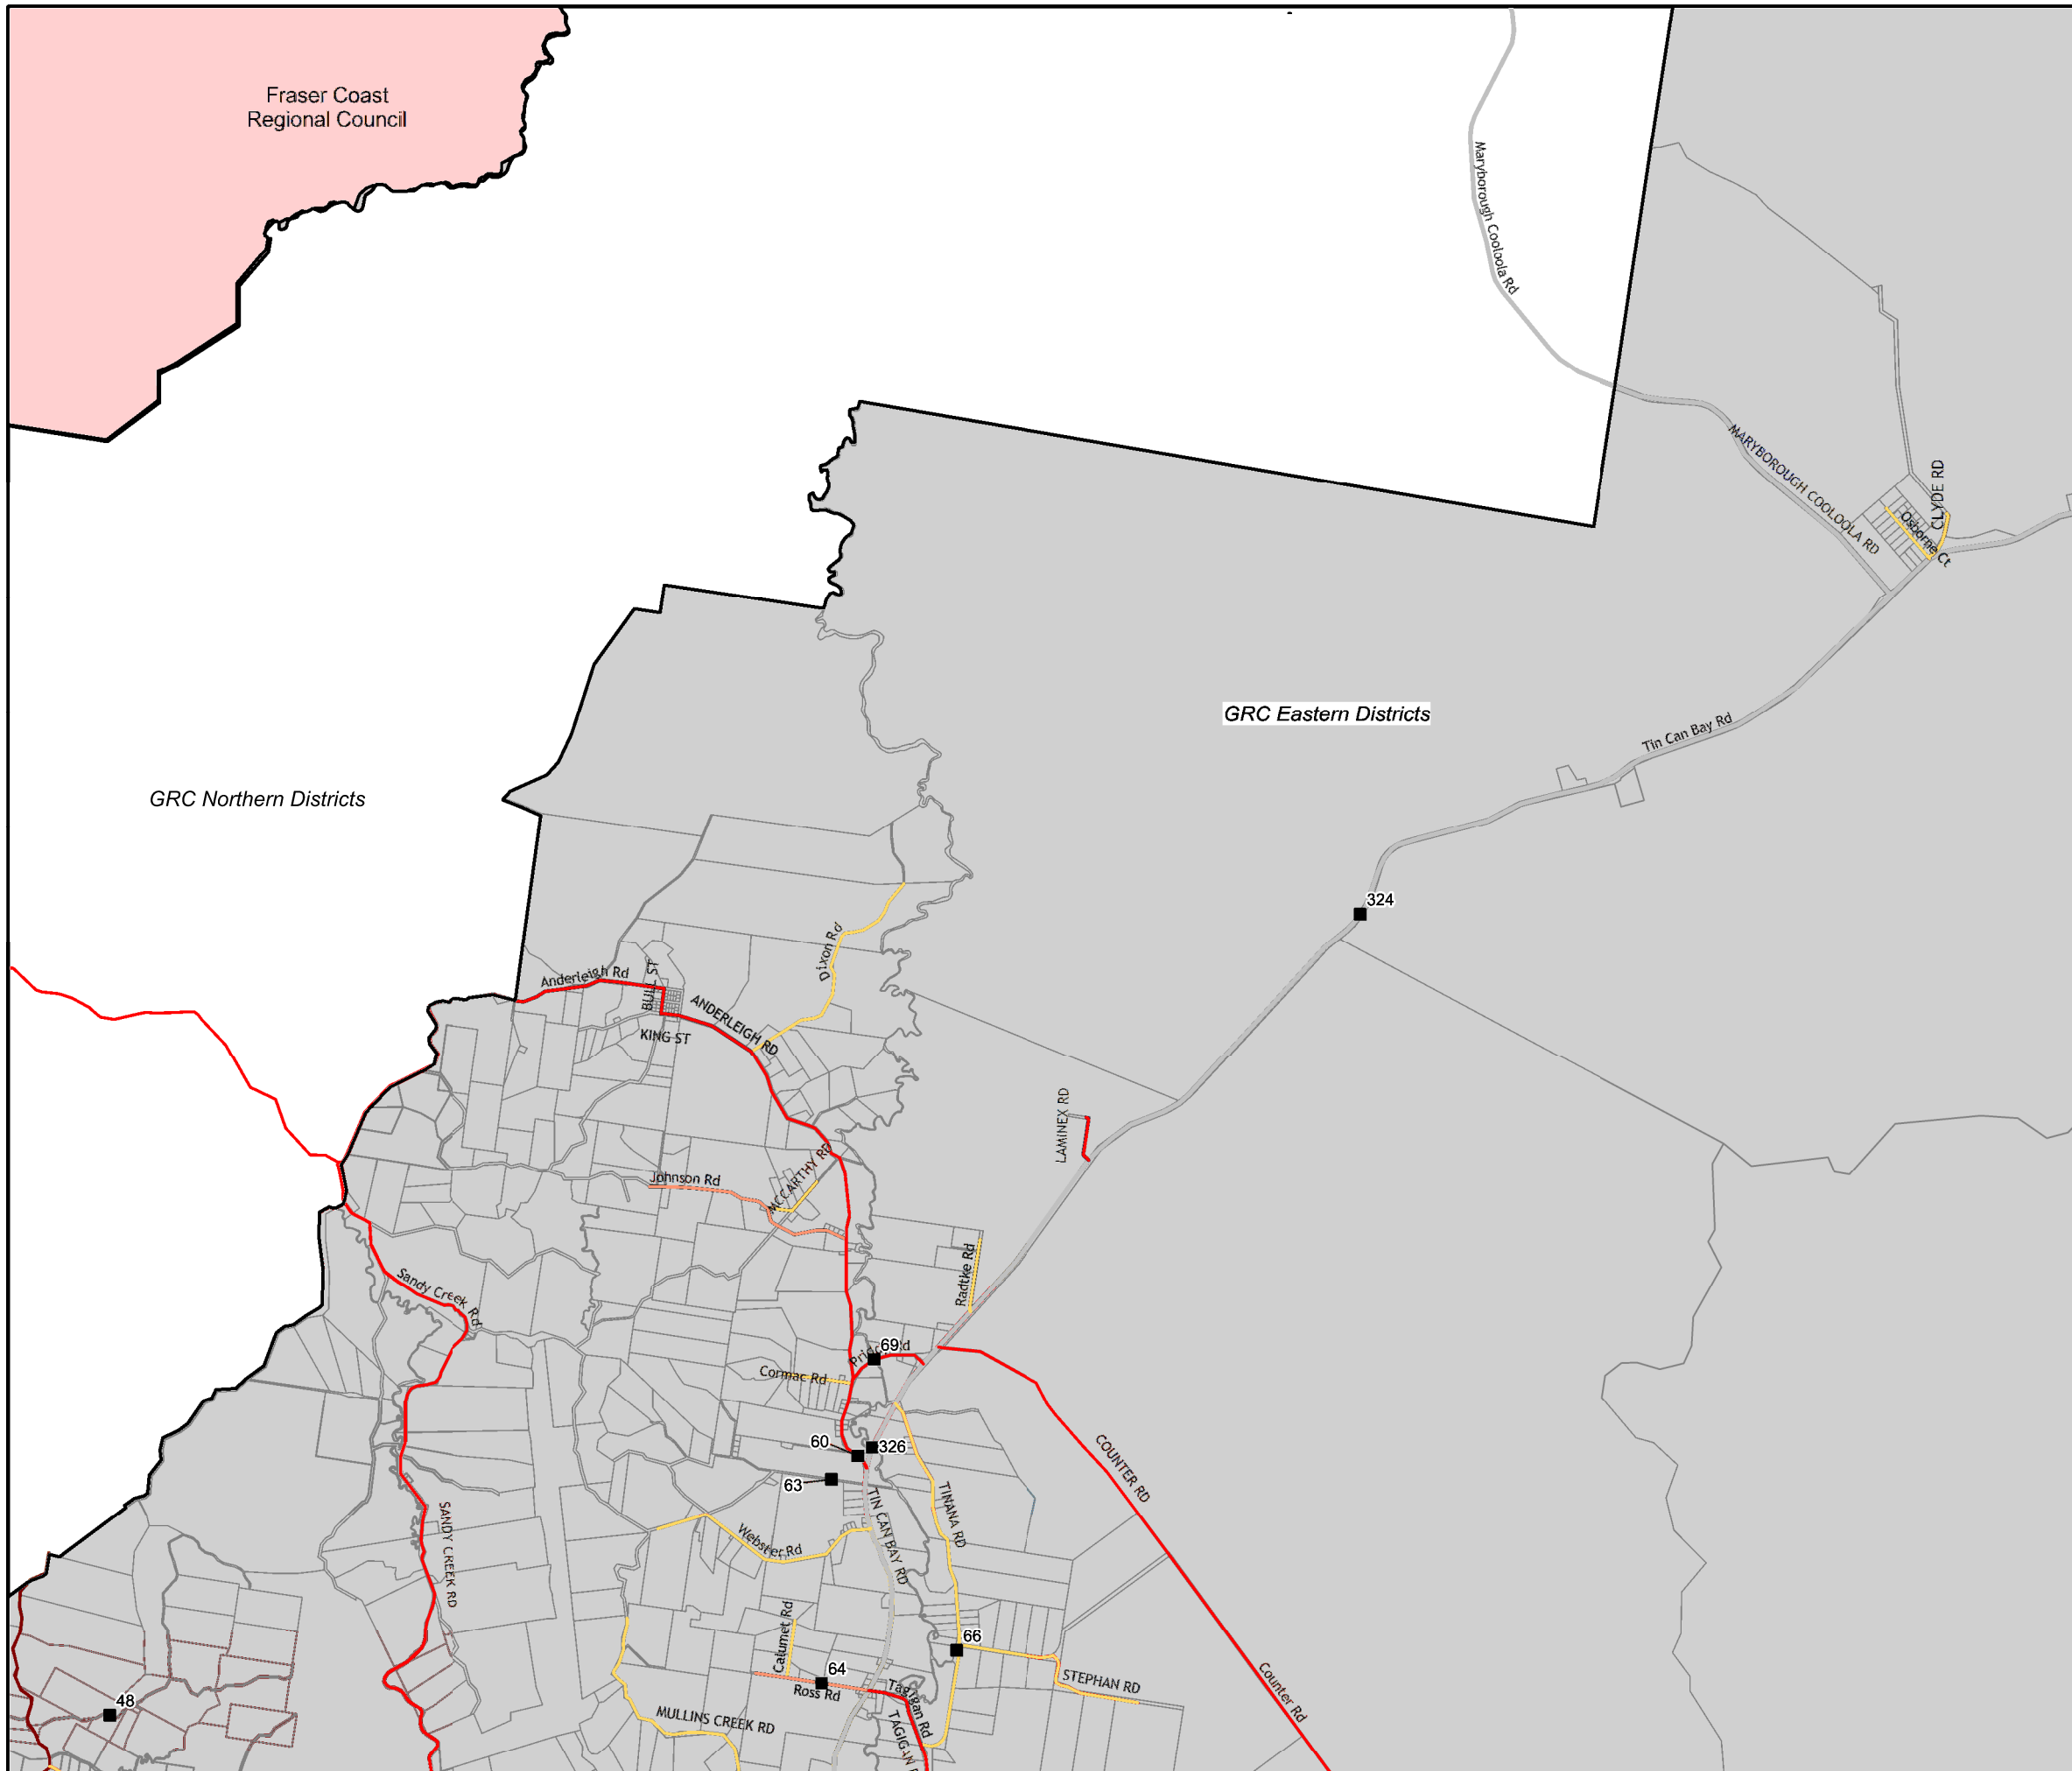 Fraser Coast
Regional Council
Maryborough Cooloola Rd
MARYBOROUGH COOLOOLA RD
CLYDE RD
Osborne Ct
GRC Eastern Districts
Tin Can Bay Rd
GRC Northern Districts
324
Dixon Rd
Anderleigh Rd
BULL ST
ANDERLEIGH RD
KING ST
LAMINEX RD
MCCARTHY RD
Johnson Rd
Radtke Rd
Sandy Creek Rd
69
Cormac Rd
60
326
COUNTER RD
63
TINANA RD
TIN CAN BAY RD
SANDY CREEK RD
Webster Rd
Calumet Rd
66
64
STEPHAN RD
Ross Rd
Tagigan Rd
Counter Rd
48
MULLINS CREEK RD
TAGIGAN